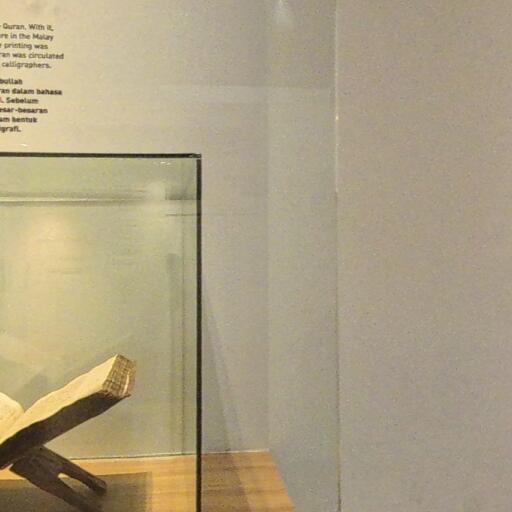 Quran. With it,
re in the Malay
printing was
ran was circulated
calligraphers.
bullah
ran dalam bahasa
. Sebelum
esar-besaran
am bentuk
igrafi.